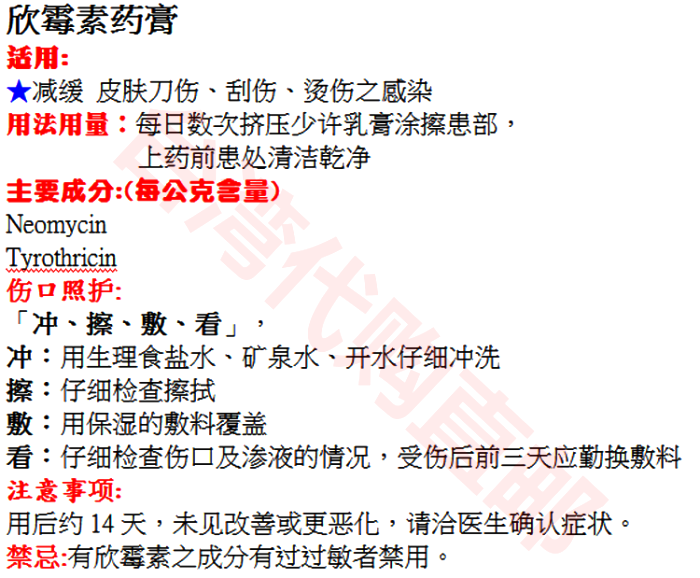 欣霉素药膏
适用:
★减缓 皮肤刀伤、刮伤、烫伤之感染
用法用量：每日数次挤压少许乳膏涂擦患部，
上药前患处清洁乾净
主要成分:(每公克含量)
Neomycin
Tyrothricin
伤口照护:
「冲、擦、敷、看」，
冲：用生理食盐水、矿泉水、开水仔细冲洗
擦：仔细检查擦拭
敷：用保湿的敷料覆盖
看：仔细检查伤口及渗液的情况，受伤后前三天应勤换敷料
注意事项:
用后约 14 天，未见改善或更恶化，请洽医生确认症状。
禁忌:有欣霉素之成分有过过敏者禁用。
台湾代购直邮